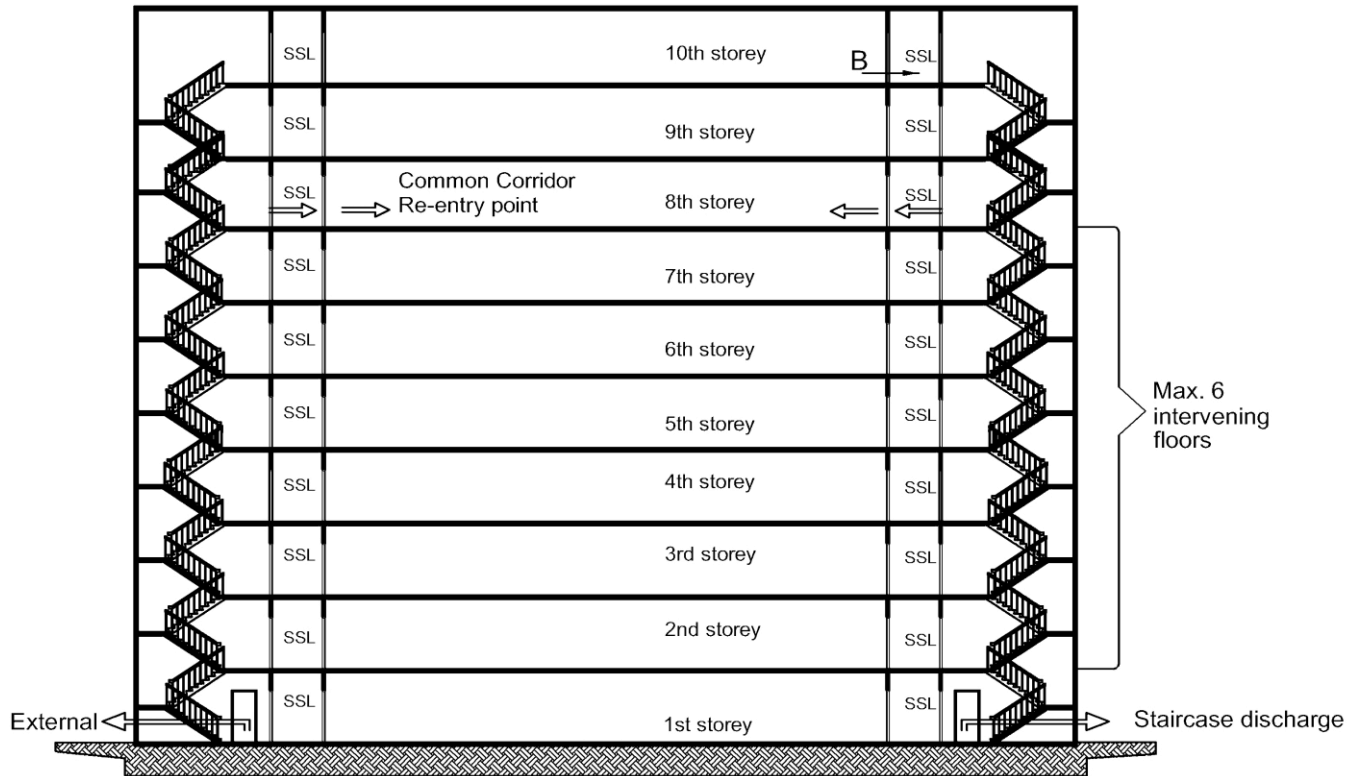 SSL
10th storey
B
SSL
SSL
9th storey
SSL
SSL
Common Corridor
Re-entry point
8th storey
SSL
SSL
7th storey
SSL
SSL
6th storey
SSL
Max. 6
intervening
floors
SSL
5th storey
SSL
SSL
4th storey
SSL
SSL
3rd storey
SSL
SSL
2nd storey
SSL
External
SSL
1st storey
SSL
Staircase discharge